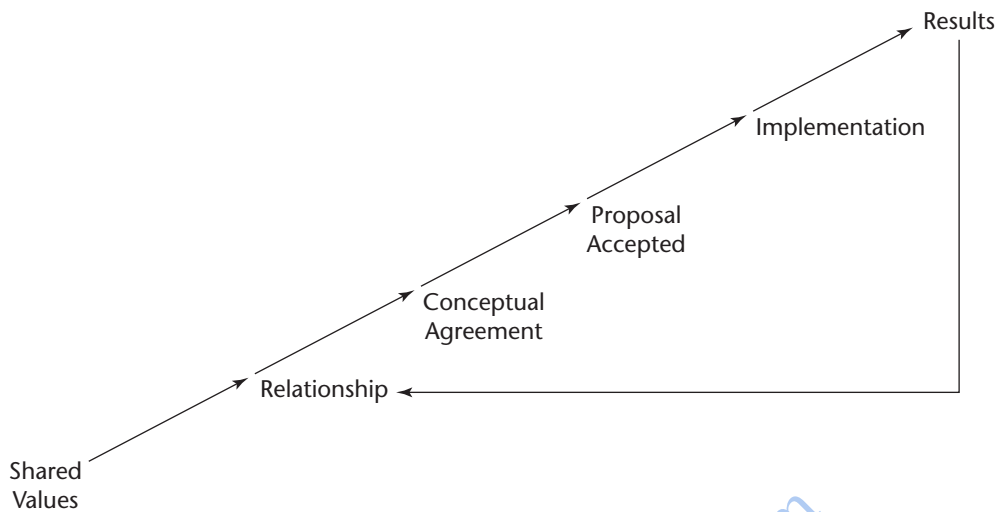 Results
Implementation
Proposal
Accepted
Conceptual
Agreement
Relationship
Shared
Values